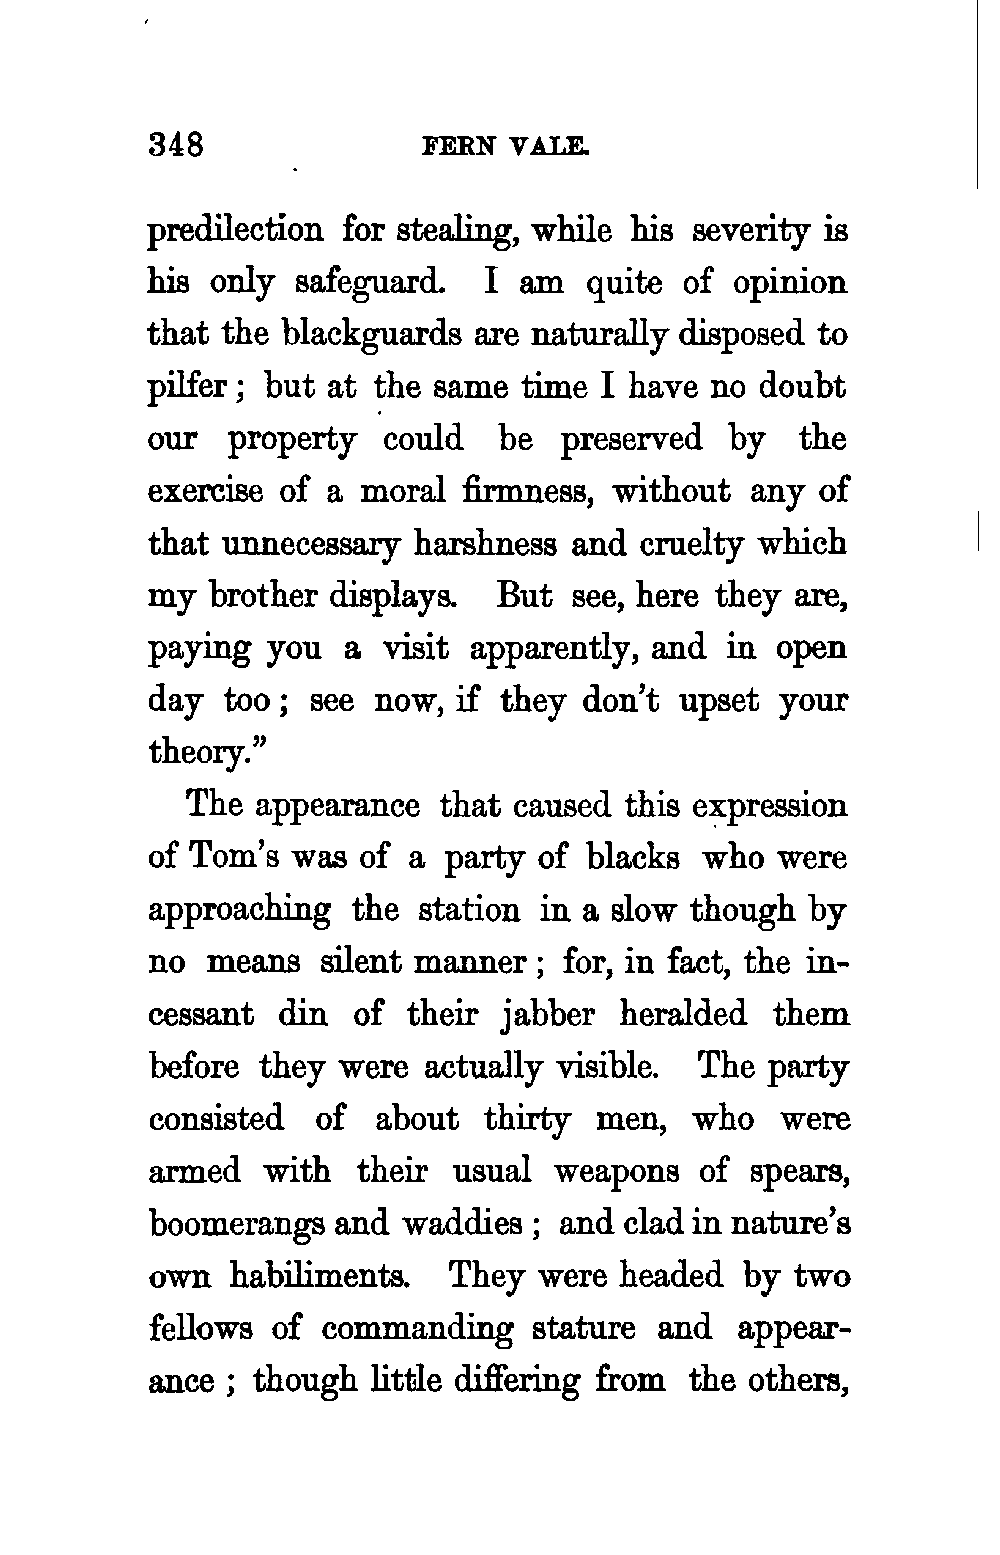 348 FERN VALE.
predilection for stealing, while his severity is
his only safeguard. I am quite of opinion
that the blackguards are naturally disposed to
pilfer ; but at the same time I have no doubt
our property could be preserved by the
exercise of a moral firmness, without any of
that unnecessary harshness and cruelty which
my brother displays. But see, here they are,
paying you a visit apparently, and in open
day too ; see now, if they don’t upset your
theory.”
The appearance that caused this expression
of Tom’s was of a party of blacks who were
approaching the station in a slow though by
no means silent manner ; for, in fact, the in-
cessant din of their jabber heralded them
before they were actually visible. The party
consisted of about thirty men, who were
armed with their usual weapons of spears,
boomerangs and waddies ; and clad in nature’s
own habiliments. They were headed by two
fellows of commanding stature and appear-
ance ; though little differing from the others,